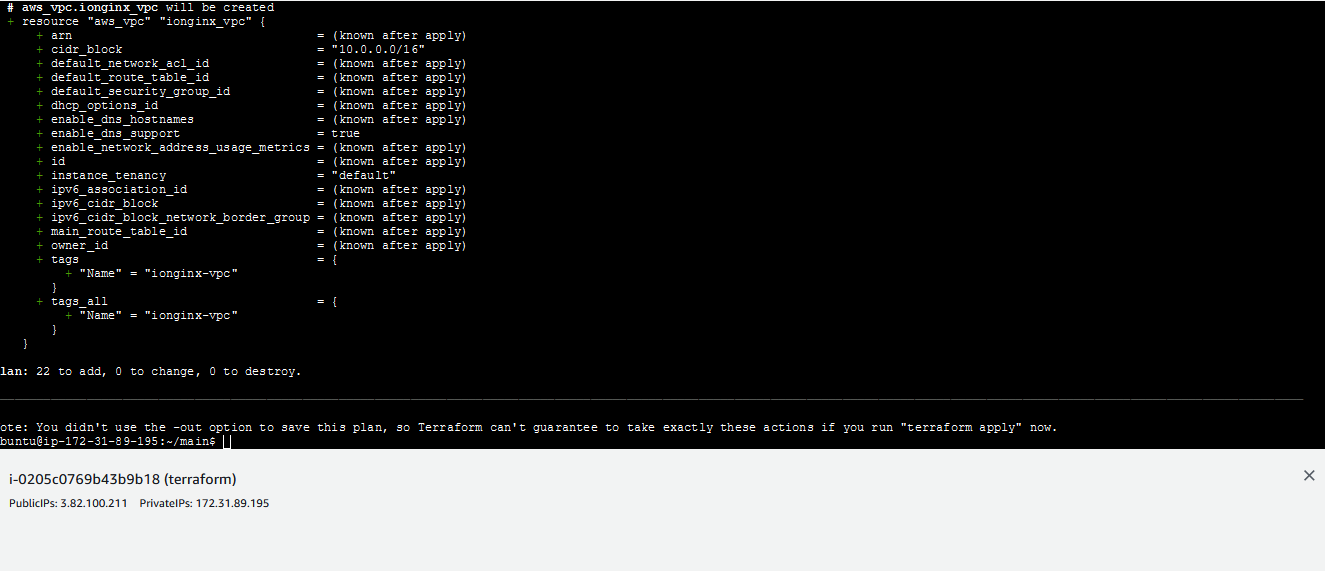 # aws_vpc.ionginx_vpc will be created
+ resource "aws_vpc" "ionginx_vpc" {
+ arn = (known after apply)
+ cidr_block = "10.0.0.0/16"
+ default_network_acl_id = (known after apply)
+ default_route_table_id = (known after apply)
+ default_security_group_id = (known after apply)
+ dhcp_options_id = (known after apply)
+ enable_dns_hostnames = (known after apply)
+ enable_dns_support = true
+ enable_network_address_usage_metrics = (known after apply)
+ id = (known after apply)
+ instance_tenancy = "default"
+ ipv6_association_id = (known after apply)
+ ipv6_cidr_block = (known after apply)
+ ipv6_cidr_block_network_border_group = (known after apply)
+ main_route_table_id = (known after apply)
+ owner_id = (known after apply)
+ tags = {
+ "Name" = "ionginx-vpc"
}
+ tags_all = {
+ "Name" = "ionginx-vpc"
}
}
lan: 22 to add, 0 to change, 0 to destroy.
ote: You didn't use the -out option to save this plan, so Terraform can't guarantee to take exactly these actions if you run "terraform apply" now.
buntu@ip-172-31-89-195:~/main$
i-0205c0769b43b9b18 (terraform)
PublicIPs: 3.82.100.211 PrivateIPs: 172.31.89.195